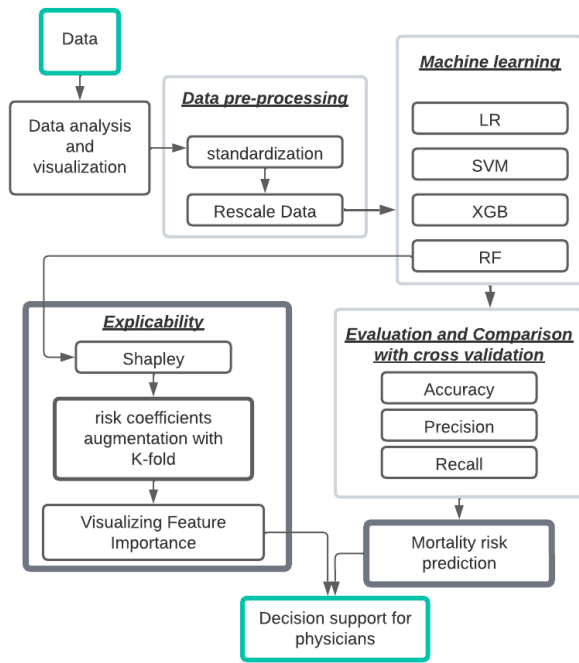 Data
Data analysis
and
visualization
Data pre-processing
standardization
Rescale Data
Machine learning
LR
SVM
XGB
RF
Explicability
Shapley
risk coefficients
augmentation with
K-fold
Visualizing Feature
Importance
Evaluation and Comparison
with cross validation
Accuracy
Precision
Recall
Mortality risk
prediction
Decision support for
physicians